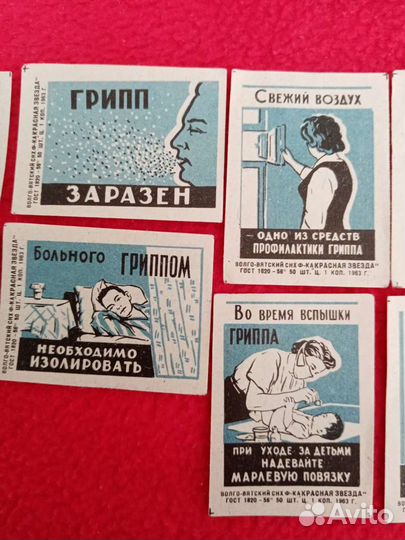 ГРИПП
ЗАРАЗЕН
ВОЛГО-ВЯТСКИЙ СНХ Ф-КА„КРАСНАЯ ЗВЕЗДА“
ГОСТ 1820-56* 50 ШТ. Ц. 1 КОП. 1963 Г.
СВЕЖИЙ ВОЗДУХ
ОДНО ИЗ СРЕДСТВ
ПРОФИЛАКТИКИ ГРИППА
ВОЛГО-ВЯТСКИЙ СНХ Ф-КА„КРАСНАЯ ЗВЕЗДА“
ГОСТ 1820-56* 50 ШТ. Ц. 1 КОП. 1963 Г.
БОЛЬНОГО ГРИППОМ
НЕОБХОДИМО
ИЗОЛИРОВАТЬ
ВОЛГО-ВЯТСКИЙ СНХ Ф-КА„КРАСНАЯ ЗВЕЗДА“
ГОСТ 1820-56* 50 ШТ. Ц. 1 КОП. 1963 Г.
ВО ВРЕМЯ ВСПЫШКИ
ГРИППА
ПРИ УХОДЕ ЗА ДЕТЬМИ
НАДЕВАЙТЕ
МАРЛЕВУЮ ПОВЯЗКУ
ВОЛГО-ВЯТСКИЙ СНХ Ф-КА„КРАСНАЯ ЗВЕЗДА“
ГОСТ 1820-56* 50 ШТ. Ц. 1 КОП. 1963 Г.
Avito